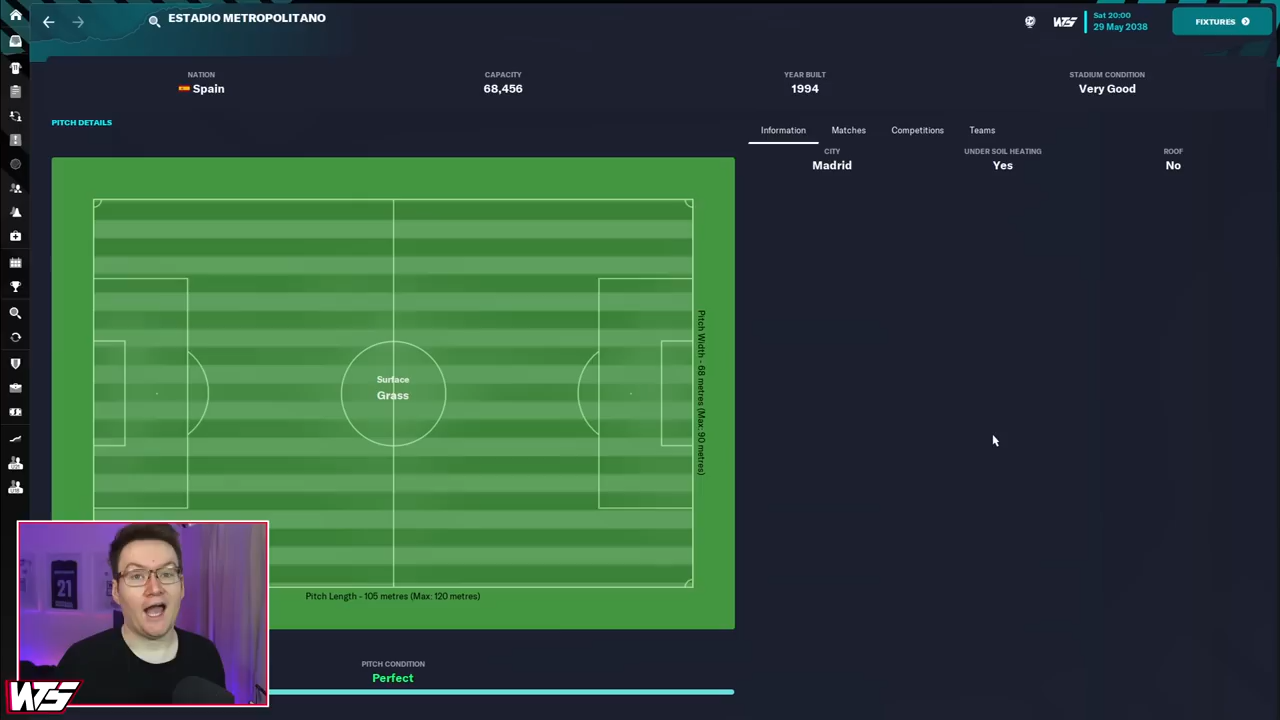 ESTADIO METROPOLITANO
WTS
Sat 20:00
29 May 2038
FIXTURES
NATION
Spain
CAPACITY
68,456
YEAR BUILT
1994
STADIUM CONDITION
Very Good
PITCH DETAILS
Information
Matches
Competitions
Teams
CITY
Madrid
UNDER SOIL HEATING
Yes
ROOF
No
Surface
Grass
Pitch Width - 68 metres (Max: 90 metres)
Pitch Length - 105 metres (Max: 120 metres)
PITCH CONDITION
Perfect
21
WTS